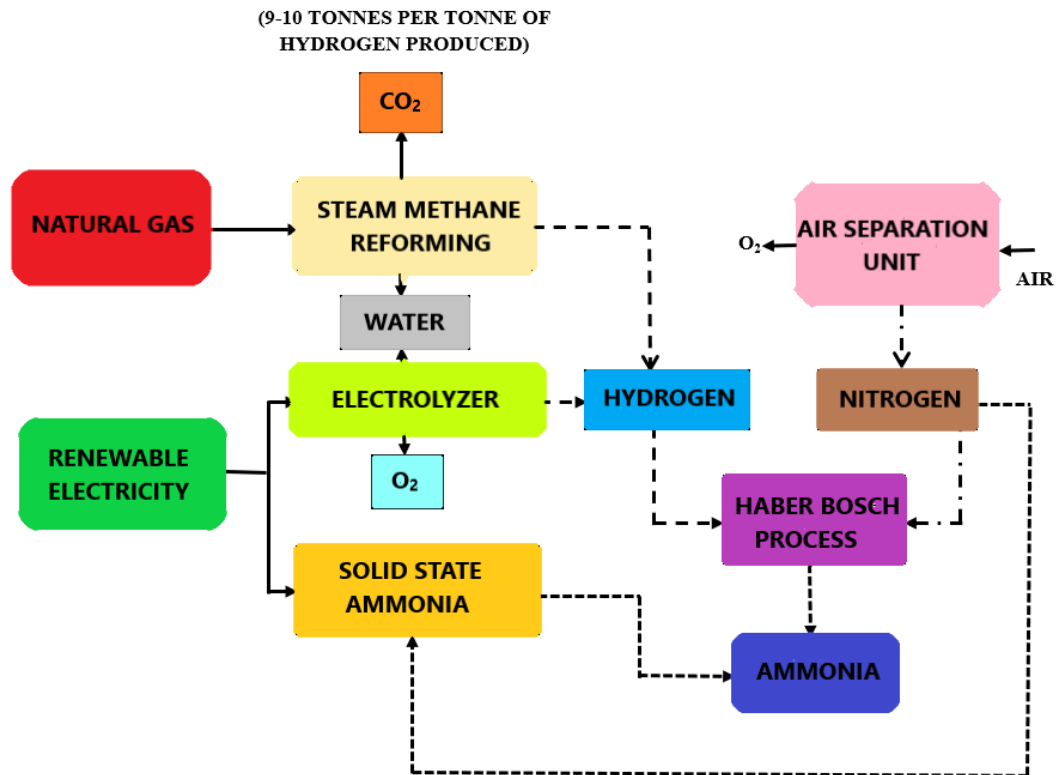 (9-10 TONNES PER TONNE OF
HYDROGEN PRODUCED)
CO₂
NATURAL GAS
STEAM METHANE
REFORMING
AIR SEPARATION
UNIT
O₂
AIR
WATER
ELECTROLYZER
HYDROGEN
NITROGEN
RENEWABLE
ELECTRICITY
O₂
HABER BOSCH
PROCESS
SOLID STATE
AMMONIA
AMMONIA